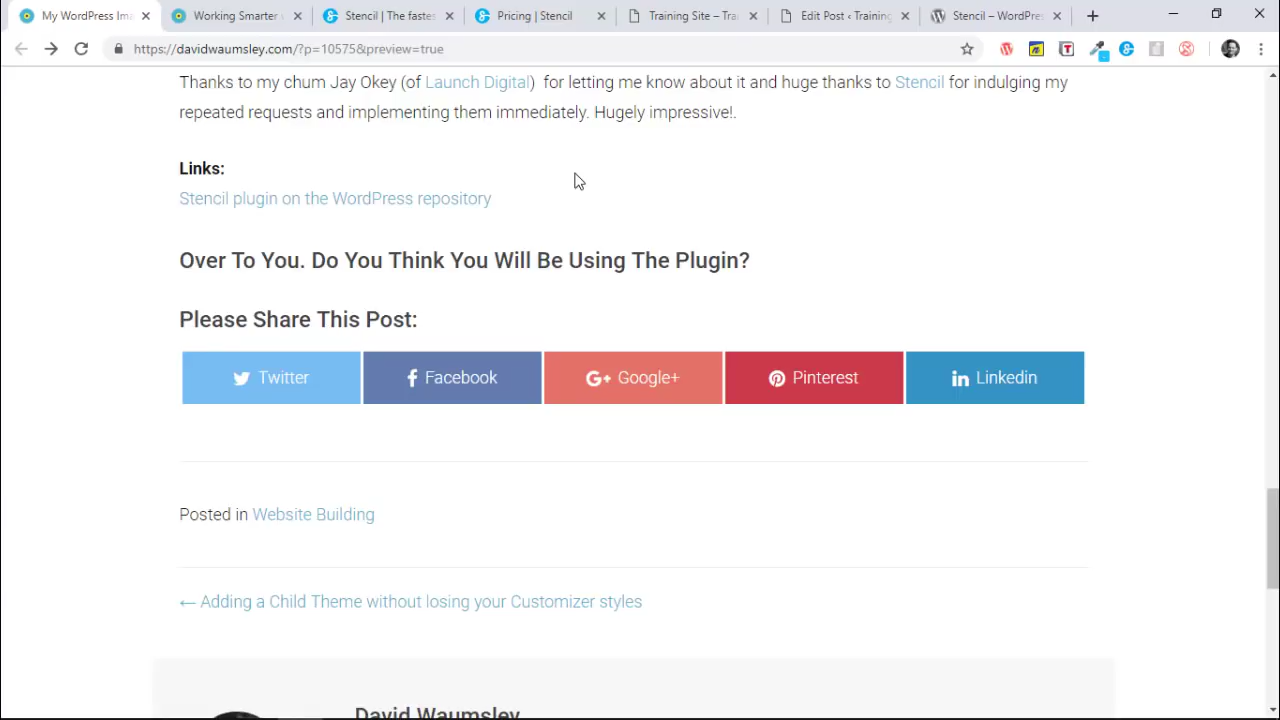 My WordPress Ima
Working Smarter
Stencil | The fastes
Pricing | Stencil
Training Site – Tra
Edit Post ‹ Training
Stencil – WordPres
https://davidwaumsley.com/?p=10575&preview=true
Thanks to my chum Jay Okey (of Launch Digital)  for letting me know about it and huge thanks to Stencil for indulging my
repeated requests and implementing them immediately. Hugely impressive!.
Links:
Stencil plugin on the WordPress repository
Over To You. Do You Think You Will Be Using The Plugin?
Please Share This Post:
Twitter
Facebook
Google+
Pinterest
Linkedin
Posted in Website Building
← Adding a Child Theme without losing your Customizer styles
David Waumsley